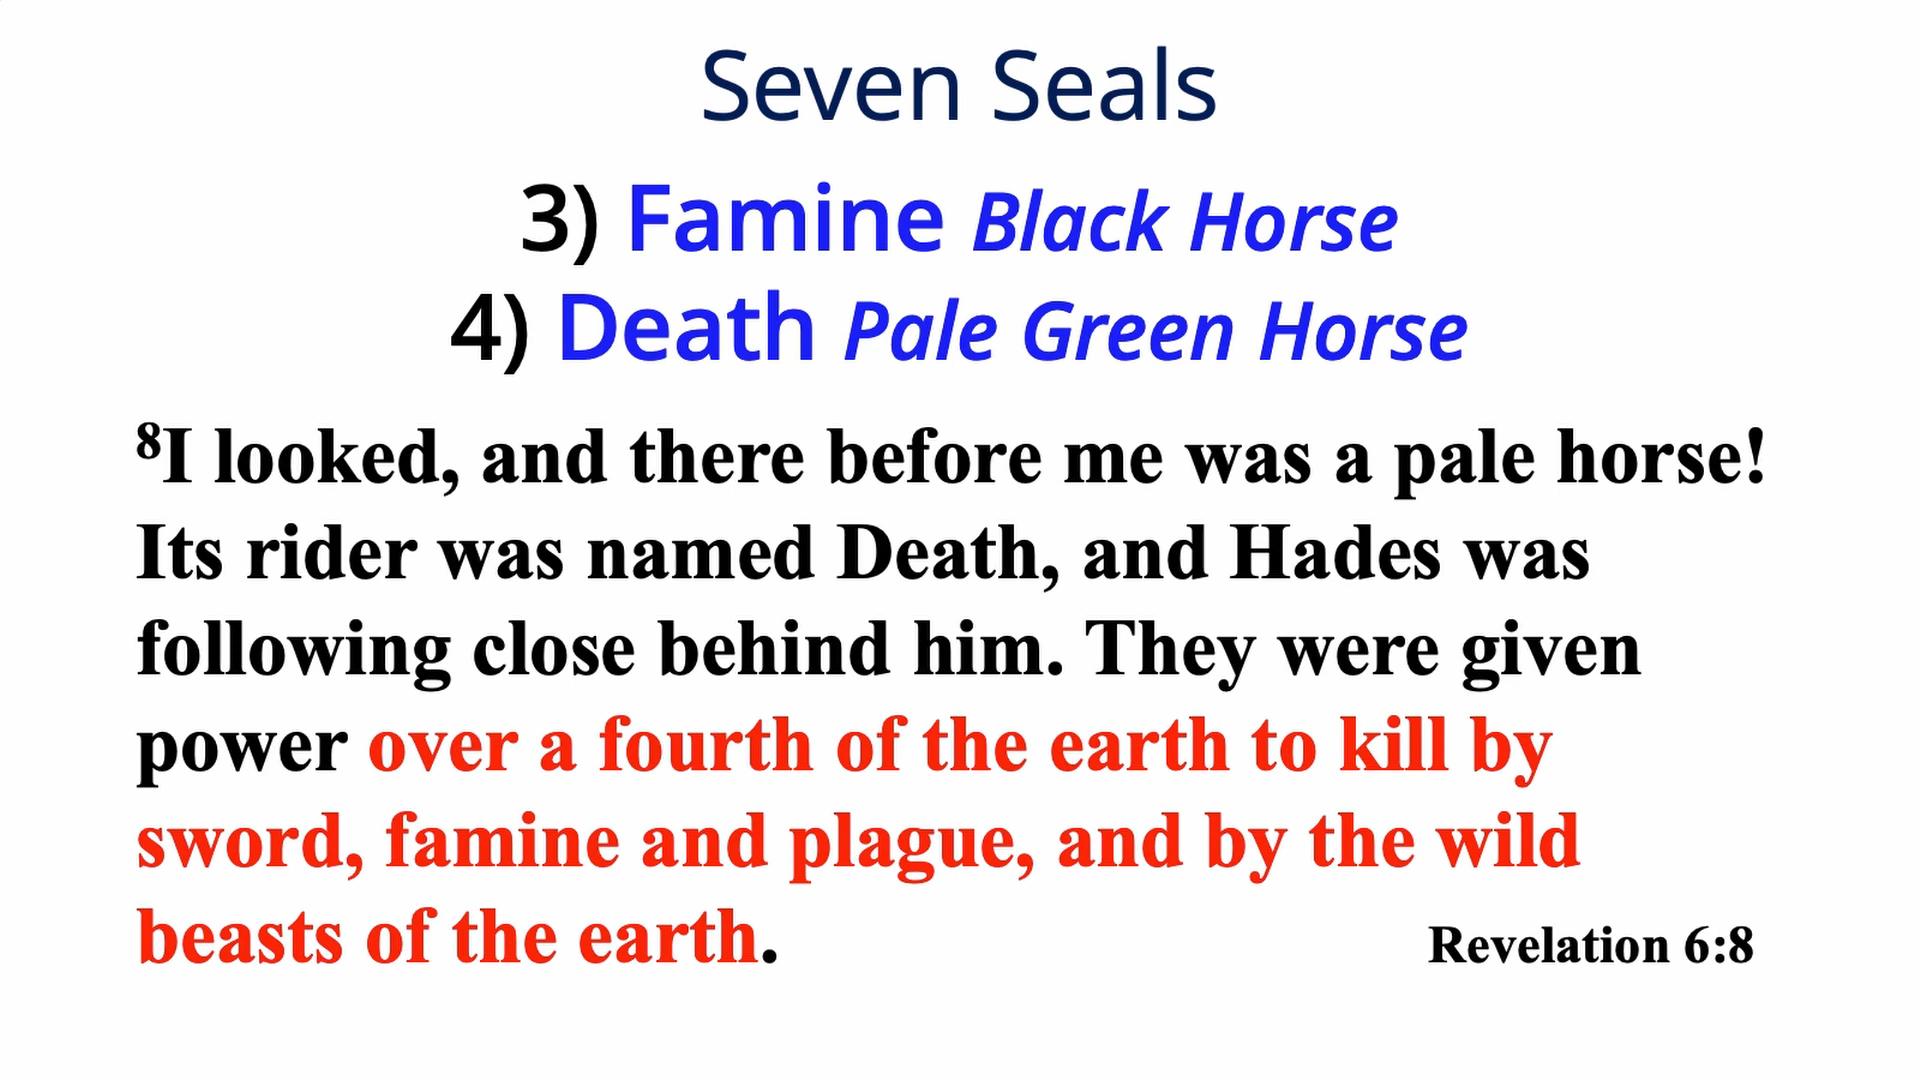 Seven Seals
3) Famine Black Horse
4) Death Pale Green Horse
⁸I looked, and there before me was a pale horse!
Its rider was named Death, and Hades was
following close behind him. They were given
power over a fourth of the earth to kill by
sword, famine and plague, and by the wild
beasts of the earth. Revelation 6:8